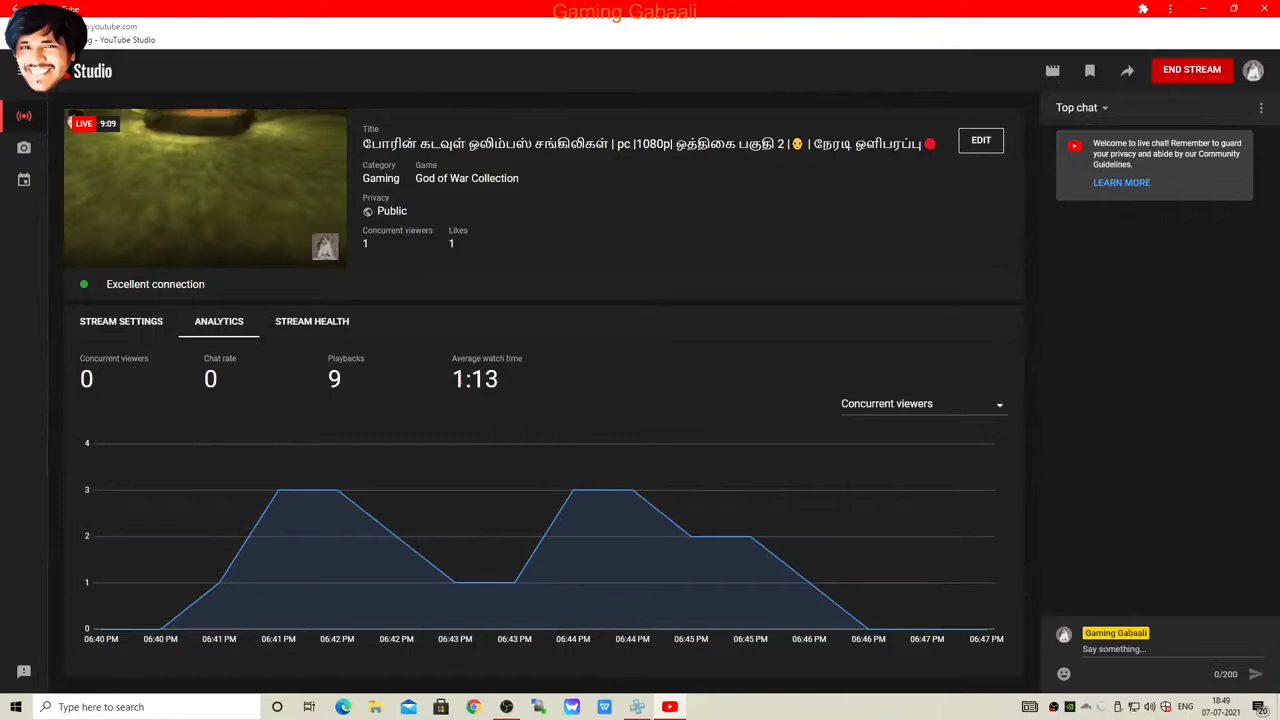 Gaming Gabaali
.youtube.com
- YouTube Studio
Studio
END STREAM
LIVE 9:09
Title
போரின் கடவுள் ஒலிம்பஸ் சங்கிலிகள் | pc |1080p| ஒத்திகை பகுதி 2 |👨‍🦲 | நேரடி ஒளிபரப்பு🔴
EDIT
Category Game
Gaming God of War Collection
Privacy
Public
Concurrent viewers Likes
1 1
Excellent connection
STREAM SETTINGS ANALYTICS STREAM HEALTH
Concurrent viewers Chat rate Playbacks Average watch time
0 0 9 1:13
Concurrent viewers
4
3
2
1
0
06:40 PM 06:40 PM 06:41 PM 06:41 PM 06:42 PM 06:42 PM 06:43 PM 06:43 PM 06:44 PM 06:44 PM 06:45 PM 06:45 PM 06:46 PM 06:46 PM 06:47 PM 06:47 PM
Top chat
Welcome to live chat! Remember to guard
your privacy and abide by our Community
Guidelines.
LEARN MORE
Gaming Gabaali
Say something...
0/200
Type here to search
ENG
18:49
07-07-2021
20